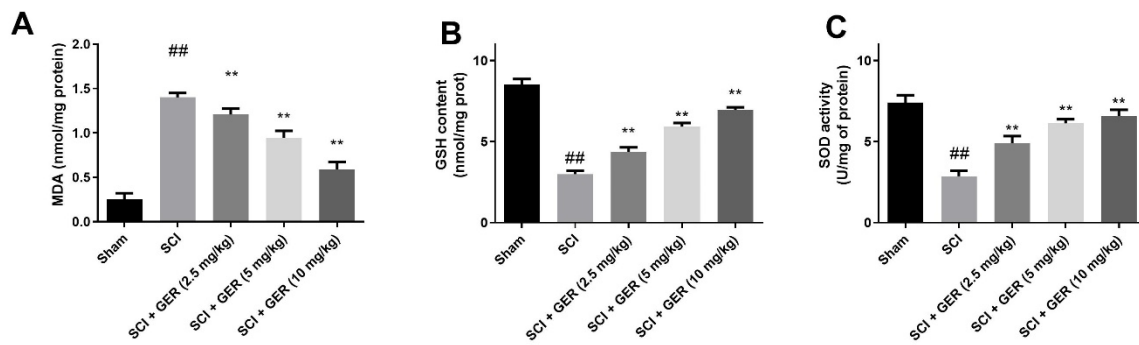 A
MDA (nmol/mg protein)
2.0
1.5
1.0
0.5
0.0
##
**
**
**
Sham
SCI
SCI + GER (2.5 mg/kg)
SCI + GER (5 mg/kg)
SCI + GER (10 mg/kg)
B
GSH content
(nmol/mg prot)
10
5
0
##
**
**
**
Sham
SCI
SCI + GER (2.5 mg/kg)
SCI + GER (5 mg/kg)
SCI + GER (10 mg/kg)
C
SOD activity
(U/mg of protein)
10
5
0
##
**
**
**
Sham
SCI
SCI + GER (2.5 mg/kg)
SCI + GER (5 mg/kg)
SCI + GER (10 mg/kg)